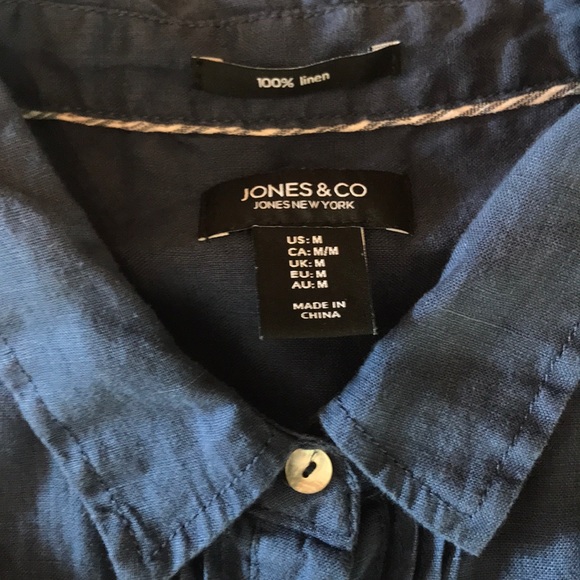 100% linen
JONES & CO
JONES NEW YORK
US: M
CA: M/M
UK: M
EU: M
AU: M
MADE IN
CHINA